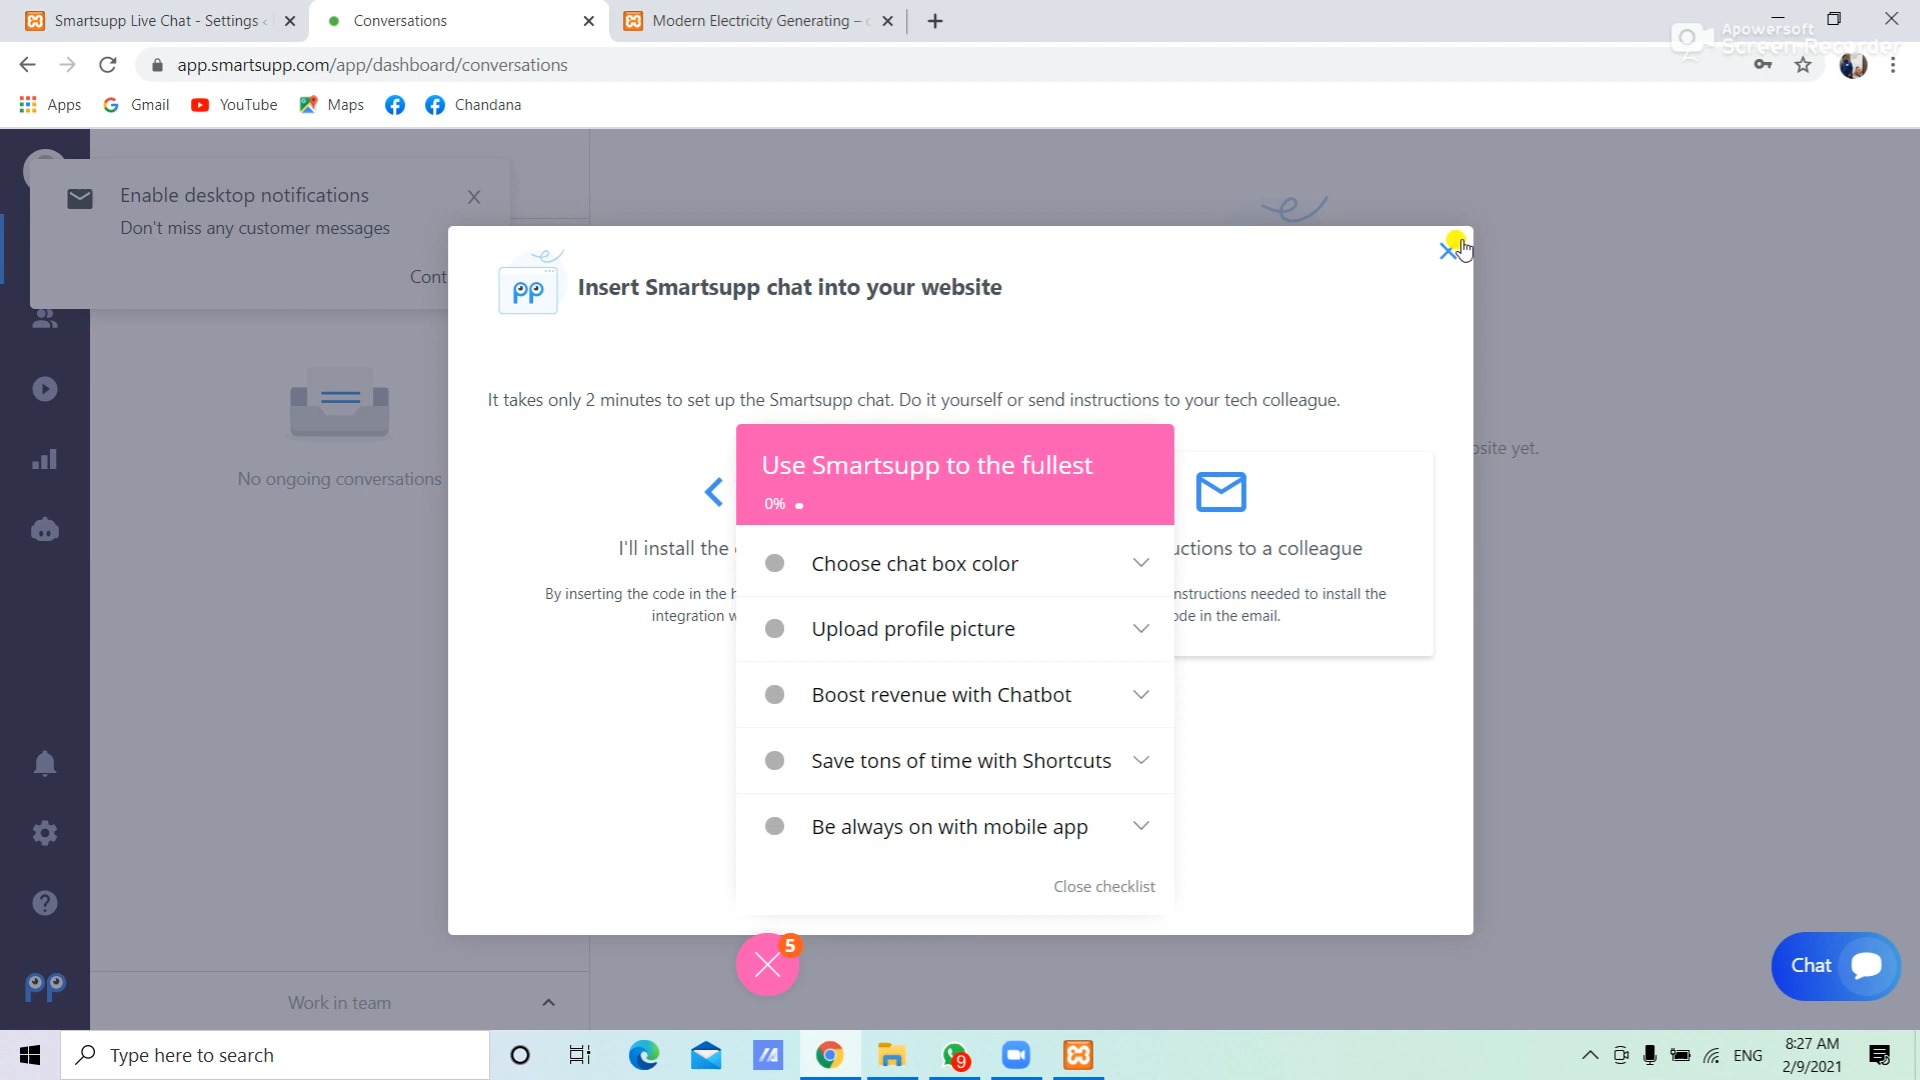 Smartsupp Live Chat - Settings
Conversations
Modern Electricity Generating –
Apowersoft
Screen Recorder
app.smartsupp.com/app/dashboard/conversations
Apps
Gmail
YouTube
Maps
Chandana
Enable desktop notifications
Don't miss any customer messages
Cont
Insert Smartsupp chat into your website
It takes only 2 minutes to set up the Smartsupp chat. Do it yourself or send instructions to your tech colleague.
No ongoing conversations
site yet.
Use Smartsupp to the fullest
0%
I'll install the
uctions to a colleague
By inserting the code in the h
integration w
nstructions needed to install the
de in the email.
Choose chat box color
Upload profile picture
Boost revenue with Chatbot
Save tons of time with Shortcuts
Be always on with mobile app
Close checklist
5
Chat
Work in team
Type here to search
9
ENG
8:27 AM
2/9/2021